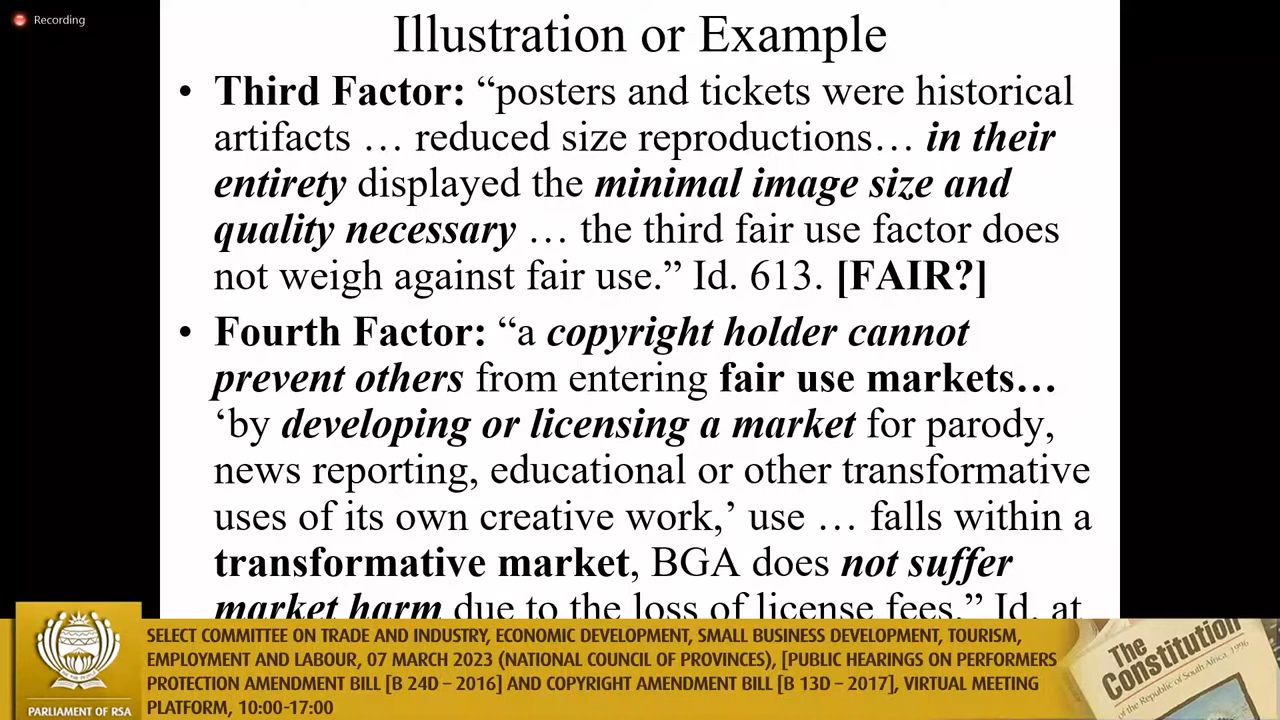 Recording
Illustration or Example
• Third Factor: “posters and tickets were historical
artifacts … reduced size reproductions… in their
entirety displayed the minimal image size and
quality necessary … the third fair use factor does
not weigh against fair use.” Id. 613. [FAIR?]
• Fourth Factor: “a copyright holder cannot
prevent others from entering fair use markets…
‘by developing or licensing a market for parody,
news reporting, educational or other transformative
uses of its own creative work,’ use … falls within a
transformative market, BGA does not suffer
market harm due to the loss of license fees.” Id. at
SELECT COMMITTEE ON TRADE AND INDUSTRY, ECONOMIC DEVELOPMENT, SMALL BUSINESS DEVELOPMENT, TOURISM,
EMPLOYMENT AND LABOUR, 07 MARCH 2023 (NATIONAL COUNCIL OF PROVINCES), [PUBLIC HEARINGS ON PERFORMERS
PROTECTION AMENDMENT BILL [B 24D – 2016] AND COPYRIGHT AMENDMENT BILL [B 13D – 2017], VIRTUAL MEETING
PLATFORM, 10:00-17:00
PARLIAMENT OF RSA
The
Constitution
of the Republic of South Africa, 1996